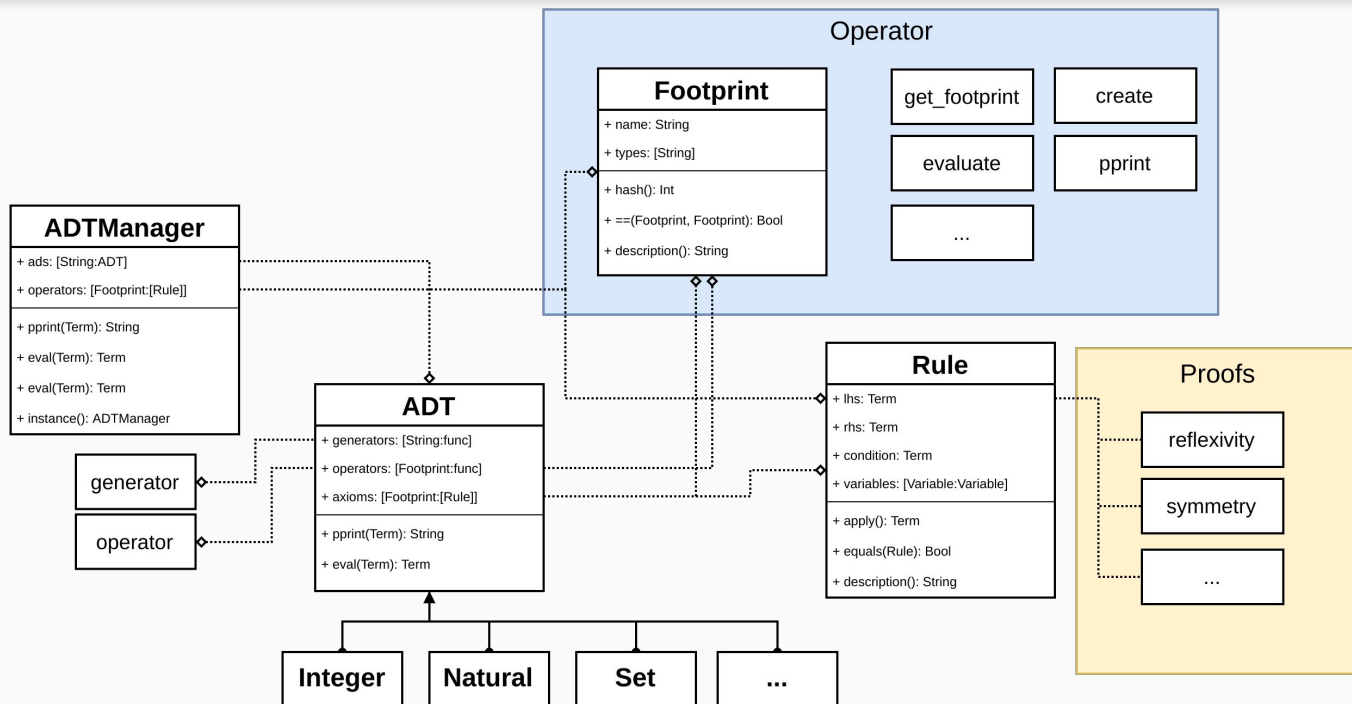 Operator
Footprint
+ name: String
+ types: [String]
+ hash(): Int
+ ==(Footprint, Footprint): Bool
+ description(): String
get_footprint
create
evaluate
pprint
...
ADTManager
+ ads: [String:ADT]
+ operators: [Footprint:[Rule]]
+ pprint(Term): String
+ eval(Term): Term
+ eval(Term): Term
+ instance(): ADTManager
generator
operator
ADT
+ generators: [String:func]
+ operators: [Footprint:func]
+ axioms: [Footprint:[Rule]]
+ pprint(Term): String
+ eval(Term): Term
Rule
+ lhs: Term
+ rhs: Term
+ condition: Term
+ variables: [Variable:Variable]
+ apply(): Term
+ equals(Rule): Bool
+ description(): String
Proofs
reflexivity
symmetry
...
Integer
Natural
Set
...